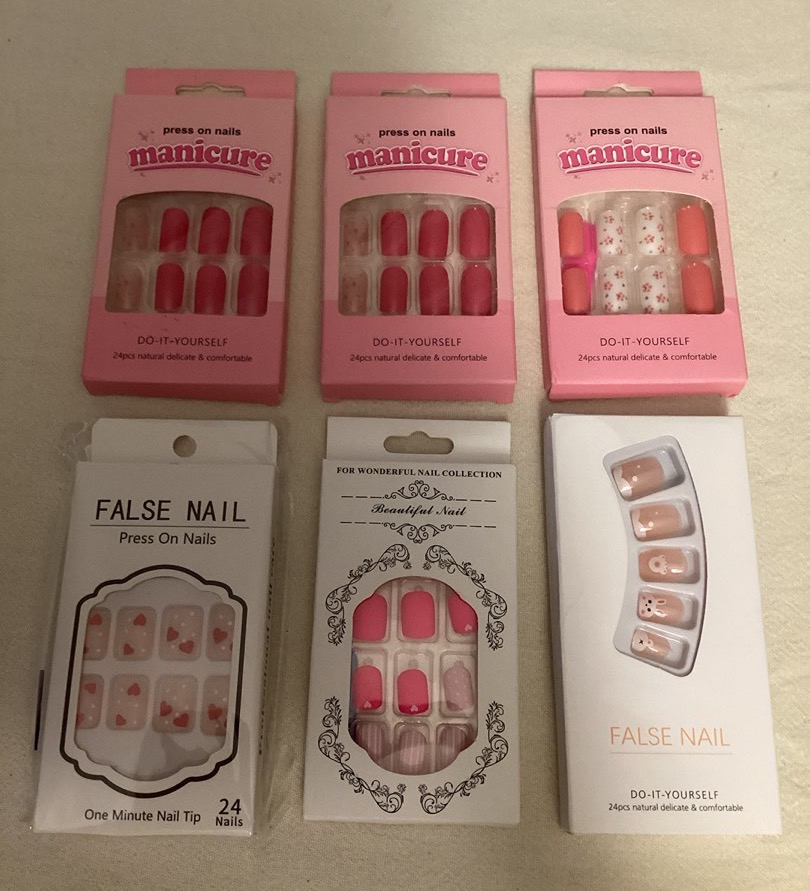 press on nails
manicure
DO-IT-YOURSELF
24pcs natural delicate & comfortable
press on nails
manicure
DO-IT-YOURSELF
24pcs natural delicate & comfortable
press on nails
manicure
DO-IT-YOURSELF
24pcs natural delicate & comfortable
FALSE NAIL
Press On Nails
One Minute Nail Tip
24
Nails
FOR WONDERFUL NAIL COLLECTION
Beautiful Nail
FALSE NAIL
DO-IT-YOURSELF
24pcs natural delicate & comfortable